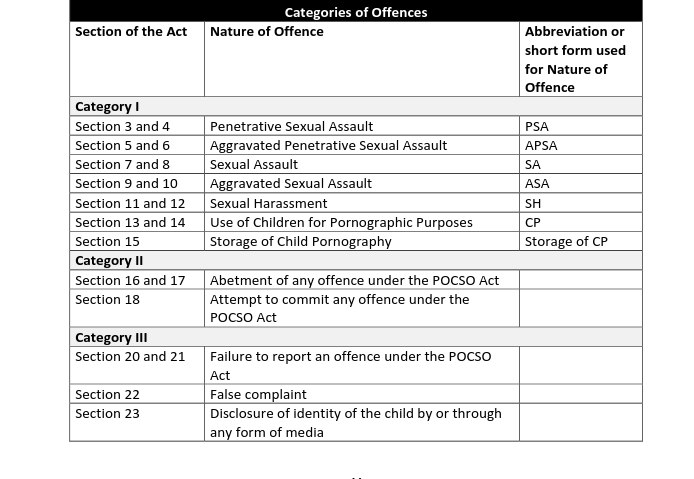 Categories of Offences
Section of the Act Nature of Offence Abbreviation or
short form used
for Nature of
Offence
Category I
Section 3 and 4 Penetrative Sexual Assault PSA
Section 5 and 6 Aggravated Penetrative Sexual Assault APSA
Section 7 and 8 Sexual Assault SA
Section 9 and 10 Aggravated Sexual Assault ASA
Section 11 and 12 Sexual Harassment SH
Section 13 and 14 Use of Children for Pornographic Purposes CP
Section 15 Storage of Child Pornography Storage of CP
Category II
Section 16 and 17 Abetment of any offence under the POCSO Act
Section 18 Attempt to commit any offence under the
POCSO Act
Category III
Section 20 and 21 Failure to report an offence under the POCSO
Act
Section 22 False complaint
Section 23 Disclosure of identity of the child by or through
any form of media